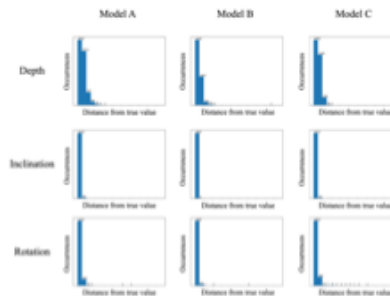 Model A Model B Model C
Depth
Occurrences Occurrences Occurrences
Distance from true value Distance from true value Distance from true value
Inclination
Occurrences Occurrences Occurrences
Distance from true value Distance from true value Distance from true value
Rotation
Occurrences Occurrences Occurrences
Distance from true value Distance from true value Distance from true value